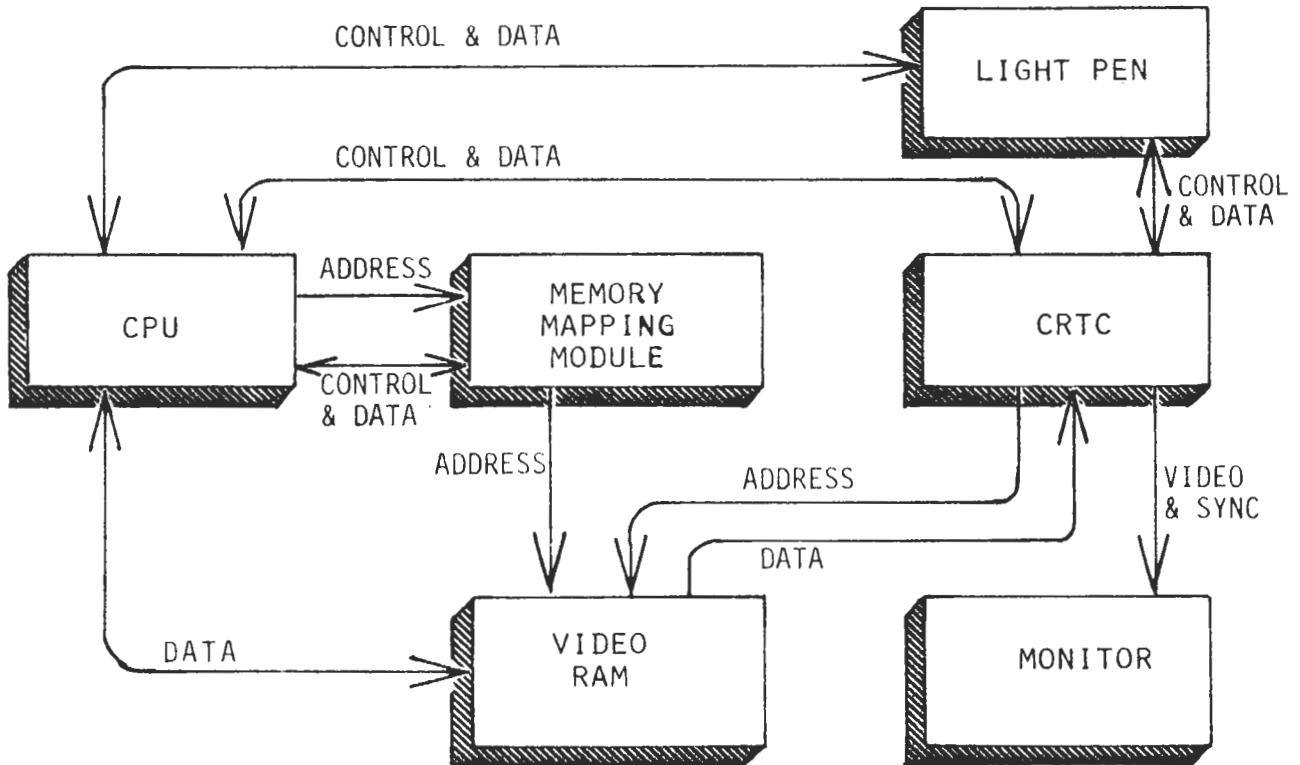 CONTROL & DATA
LIGHT PEN
CONTROL & DATA
CONTROL
& DATA
ADDRESS
CPU
MEMORY
MAPPING
MODULE
CRTC
CONTROL
& DATA
ADDRESS
ADDRESS
VIDEO
& SYNC
DATA
DATA
VIDEO
RAM
MONITOR